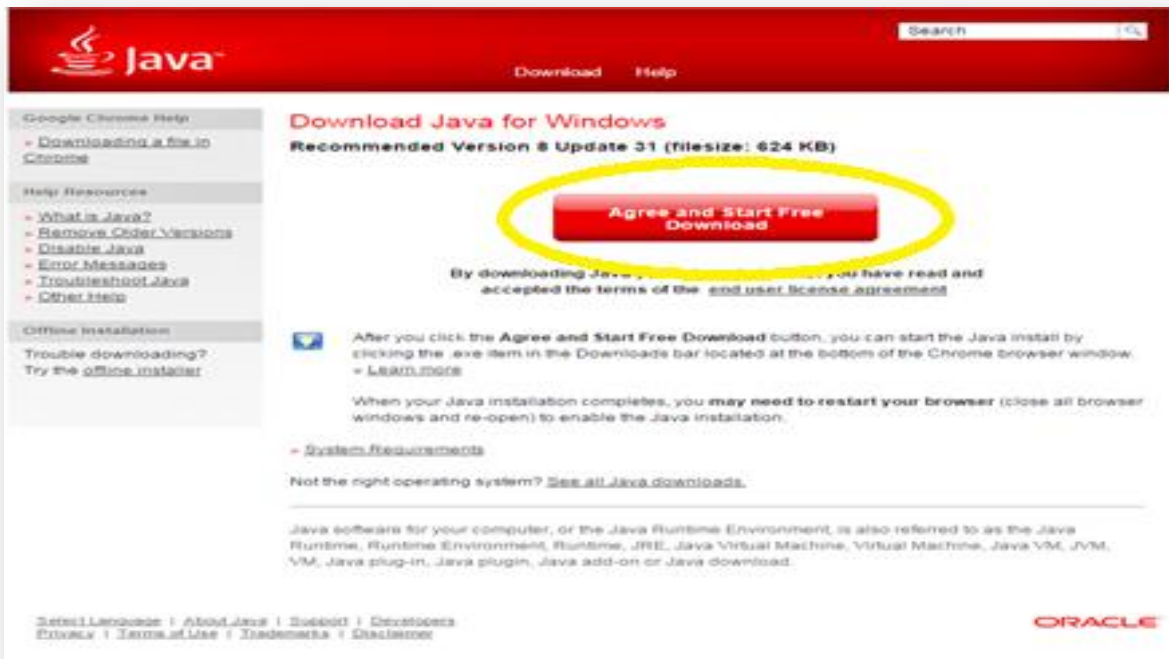 Java
Search
Download Help
Google Chrome Help
» Downloading a file in
Chrome
Help Resources
» What is Java?
» Remove Older Versions
» Disable Java
» Error Messages
» Troubleshoot Java
» Other Help
Offline Installation
Trouble downloading?
Try the offline installer
Download Java for Windows
Recommended Version 8 Update 31 (filesize: 624 KB)
Agree and Start Free
Download
By downloading Java you have read and
accepted the terms of the end user license agreement
After you click the Agree and Start Free Download button, you can start the Java install by
clicking the .exe item in the Downloads bar located at the bottom of the Chrome browser window.
» Learn more
When your Java installation completes, you may need to restart your browser (close all browser
windows and re-open) to enable the Java installation.
» System Requirements
Not the right operating system? See all Java downloads.
Java software for your computer, or the Java Runtime Environment, is also referred to as the Java
Runtime, Runtime Environment, Runtime, JRE, Java Virtual Machine, Virtual Machine, Java VM, JVM,
VM, Java plug-in, Java plugin, Java add-on or Java download.
Select Language | About Java | Support | Developers
Privacy | Terms of Use | Trademarks | Disclaimer
ORACLE